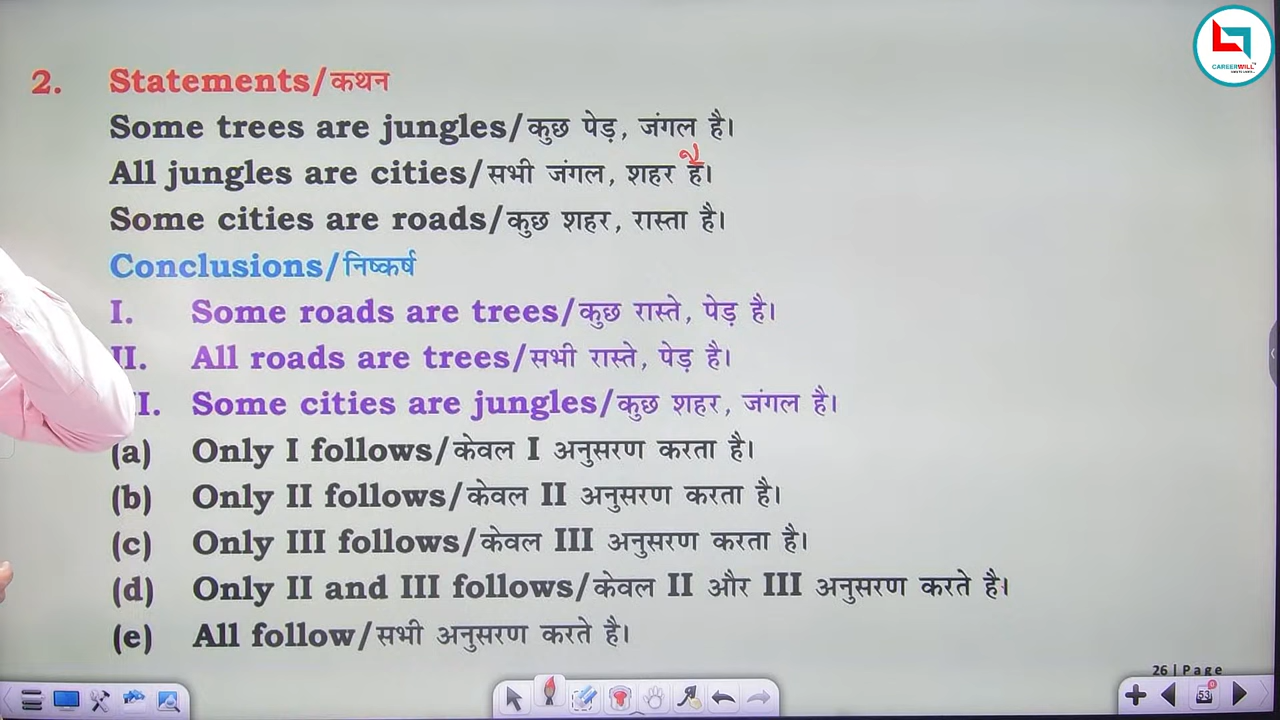 CAREERWILL
2. Statements/कथन
Some trees are jungles/कुछ पेड़, जंगल है।
All jungles are cities/सभी जंगल, शहर है।
Some cities are roads/कुछ शहर, रास्ता है।
Conclusions/निष्कर्ष
I. Some roads are trees/कुछ रास्ते, पेड़ है।
II. All roads are trees/सभी रास्ते, पेड़ है।
II. Some cities are jungles/कुछ शहर, जंगल है।
(a) Only I follows/केवल I अनुसरण करता है।
(b) Only II follows/केवल II अनुसरण करता है।
(c) Only III follows/केवल III अनुसरण करता है।
(d) Only II and III follows/केवल II और III अनुसरण करते है।
(e) All follow/सभी अनुसरण करते है।
26 | Page
53